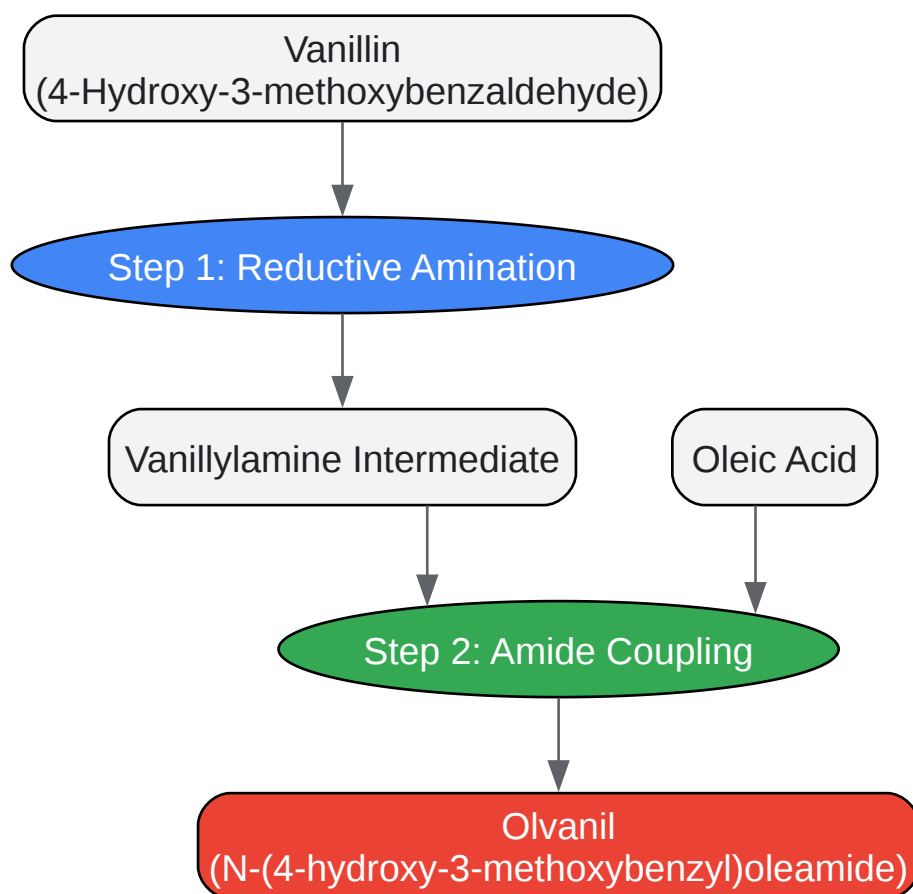 Vanillin
(4-Hydroxy-3-methoxybenzaldehyde)
Step 1: Reductive Amination
Vanillylamine Intermediate
Oleic Acid
Step 2: Amide Coupling
Olvanil
(N-(4-hydroxy-3-methoxybenzyl)oleamide)